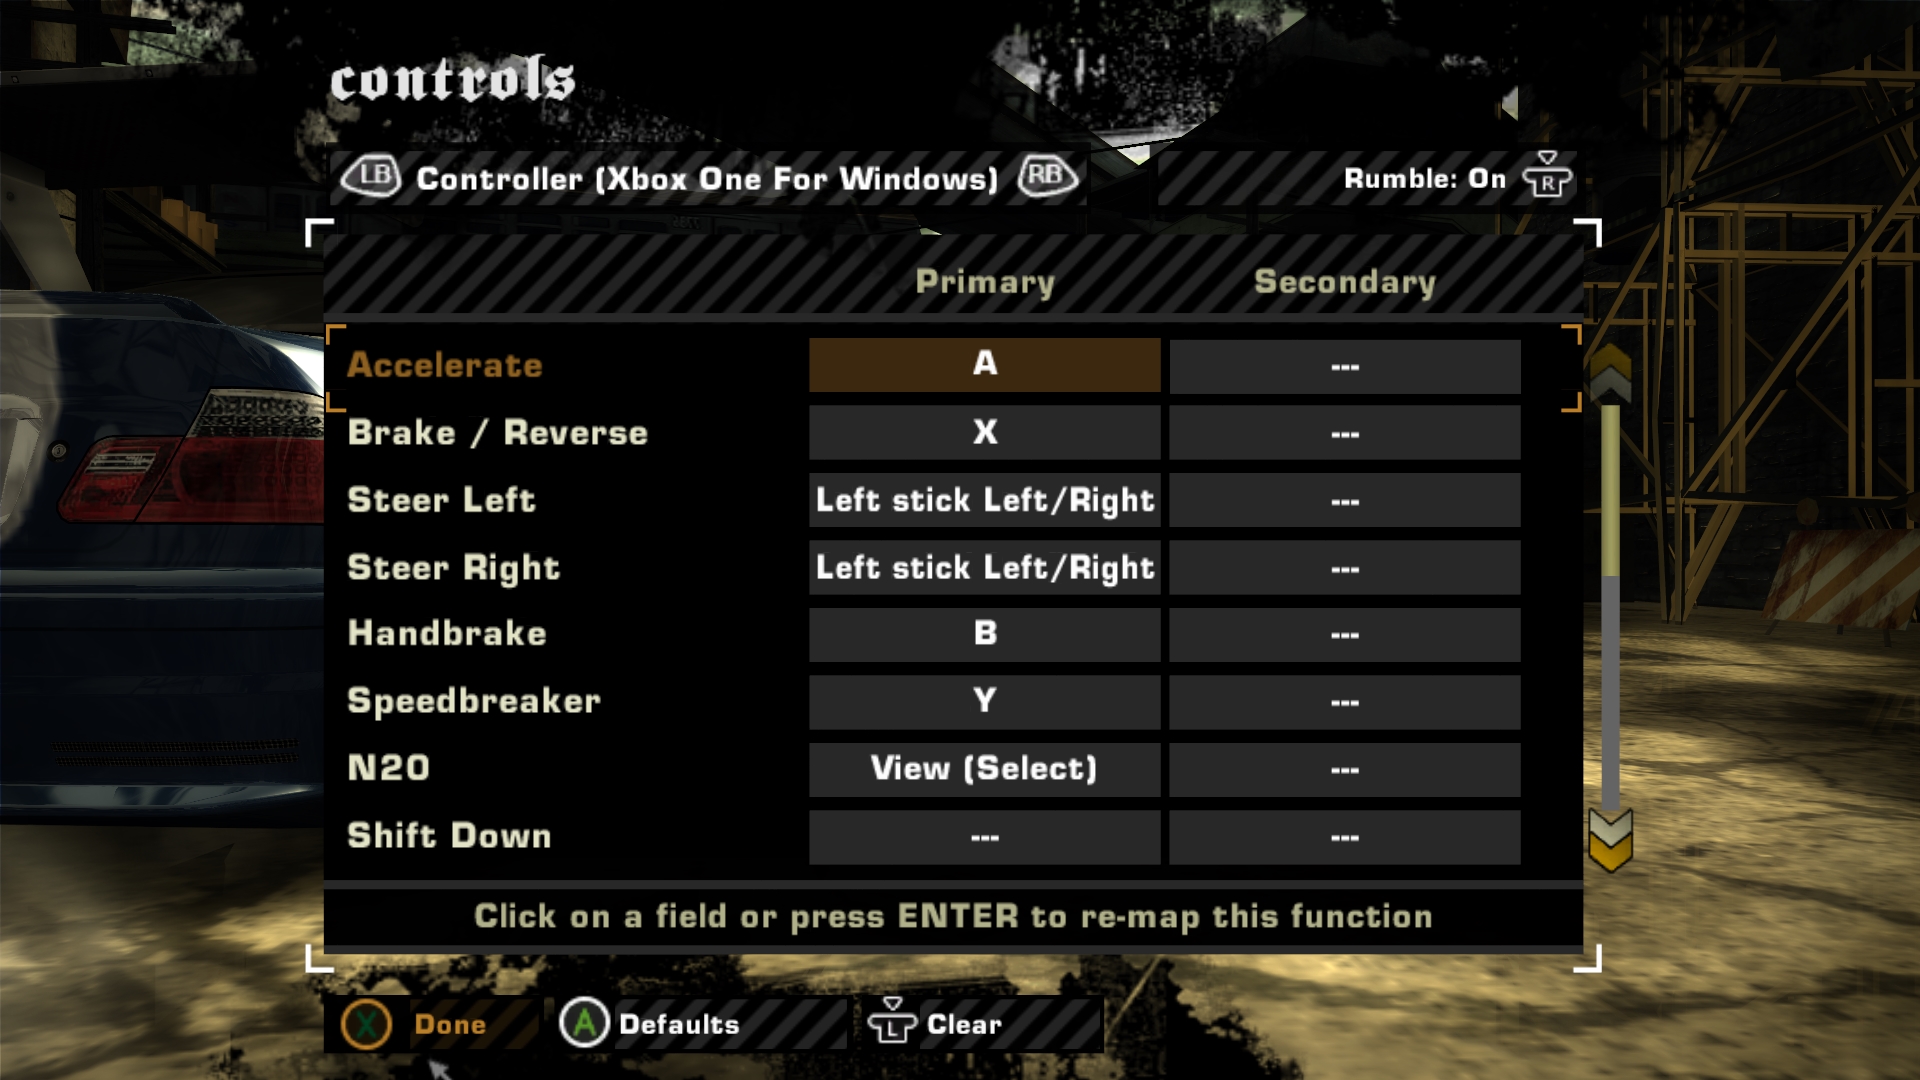 controls
LB Controller (Xbox One For Windows) RB Rumble: On R
Primary Secondary
Accelerate A ---
Brake / Reverse X ---
Steer Left Left stick Left/Right ---
Steer Right Left stick Left/Right ---
Handbrake B ---
Speedbreaker Y ---
N20 View (Select) ---
Shift Down --- ---
Click on a field or press ENTER to re-map this function
X Done A Defaults L Clear